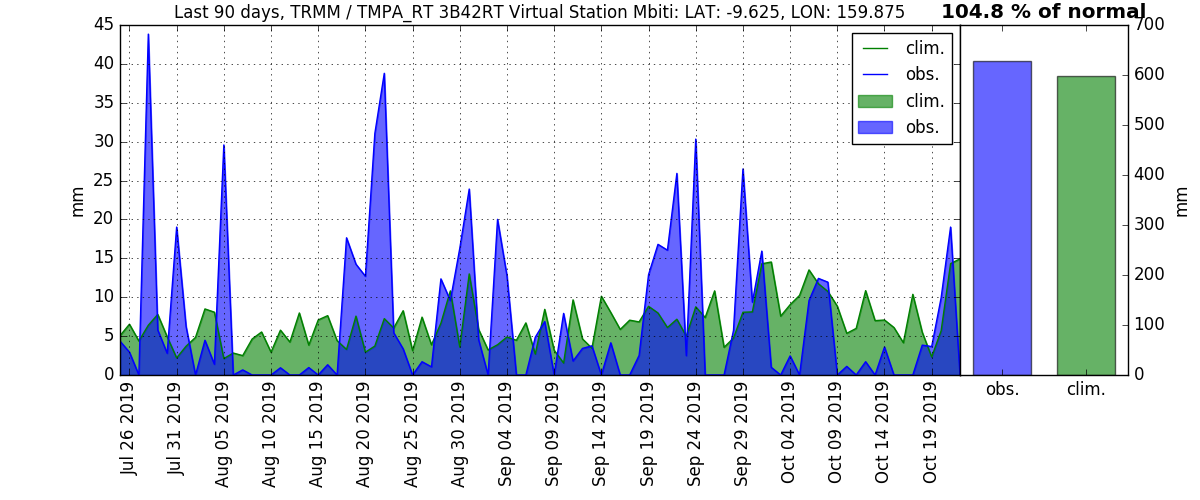 Last 90 days, TRMM / TMPA_RT 3B42RT Virtual Station Mbiti: LAT: -9.625, LON: 159.875
104.8 % of normal
45
40
35
30
25
20
15
10
5
0
mm
clim.
obs.
clim.
obs.
Jul 26 2019
Jul 31 2019
Aug 05 2019
Aug 10 2019
Aug 15 2019
Aug 20 2019
Aug 25 2019
Aug 30 2019
Sep 04 2019
Sep 09 2019
Sep 14 2019
Sep 19 2019
Sep 24 2019
Sep 29 2019
Oct 04 2019
Oct 09 2019
Oct 14 2019
Oct 19 2019
700
600
500
400
300
200
100
0
mm
obs.
clim.